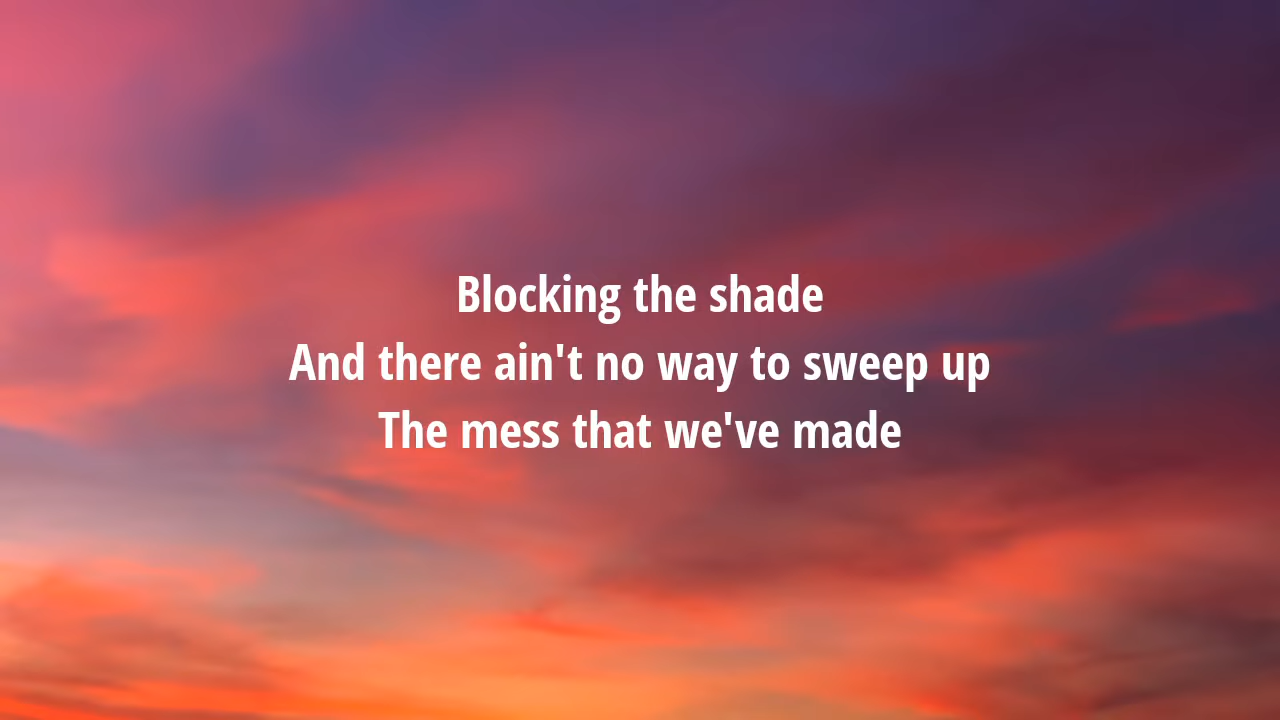 Blocking the shade
And there ain't no way to sweep up
The mess that we've made